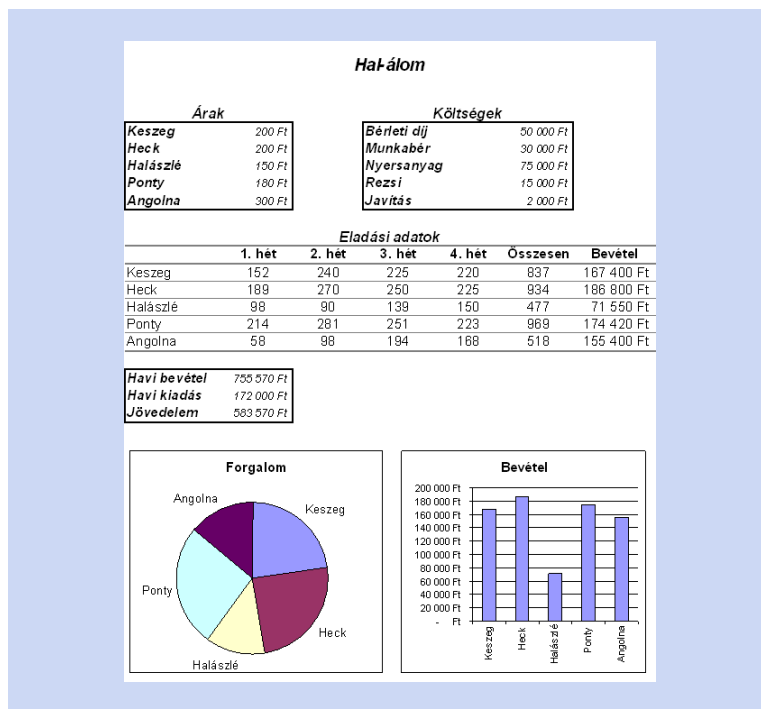 Hal-álom
Árak
Keszeg 200 Ft
Heck 200 Ft
Halászlé 150 Ft
Ponty 180 Ft
Angolna 300 Ft
Költségek
Bérleti díj 50 000 Ft
Munkabér 30 000 Ft
Nyersanyag 75 000 Ft
Rezsi 15 000 Ft
Javítás 2 000 Ft
Eladási adatok
1. hét 2. hét 3. hét 4. hét Összesen Bevétel
Keszeg 152 240 225 220 837 167 400 Ft
Heck 189 270 250 225 934 186 800 Ft
Halászlé 98 90 139 150 477 71 550 Ft
Ponty 214 281 251 223 969 174 420 Ft
Angolna 58 98 194 168 518 155 400 Ft
Havi bevétel 755 570 Ft
Havi kiadás 172 000 Ft
Jövedelem 583 570 Ft
Forgalom
Angolna
Keszeg
Ponty
Heck
Halászlé
Bevétel
200 000 Ft
180 000 Ft
160 000 Ft
140 000 Ft
120 000 Ft
100 000 Ft
80 000 Ft
60 000 Ft
40 000 Ft
20 000 Ft
- Ft
Keszeg
Heck
Halászlé
Ponty
Angolna